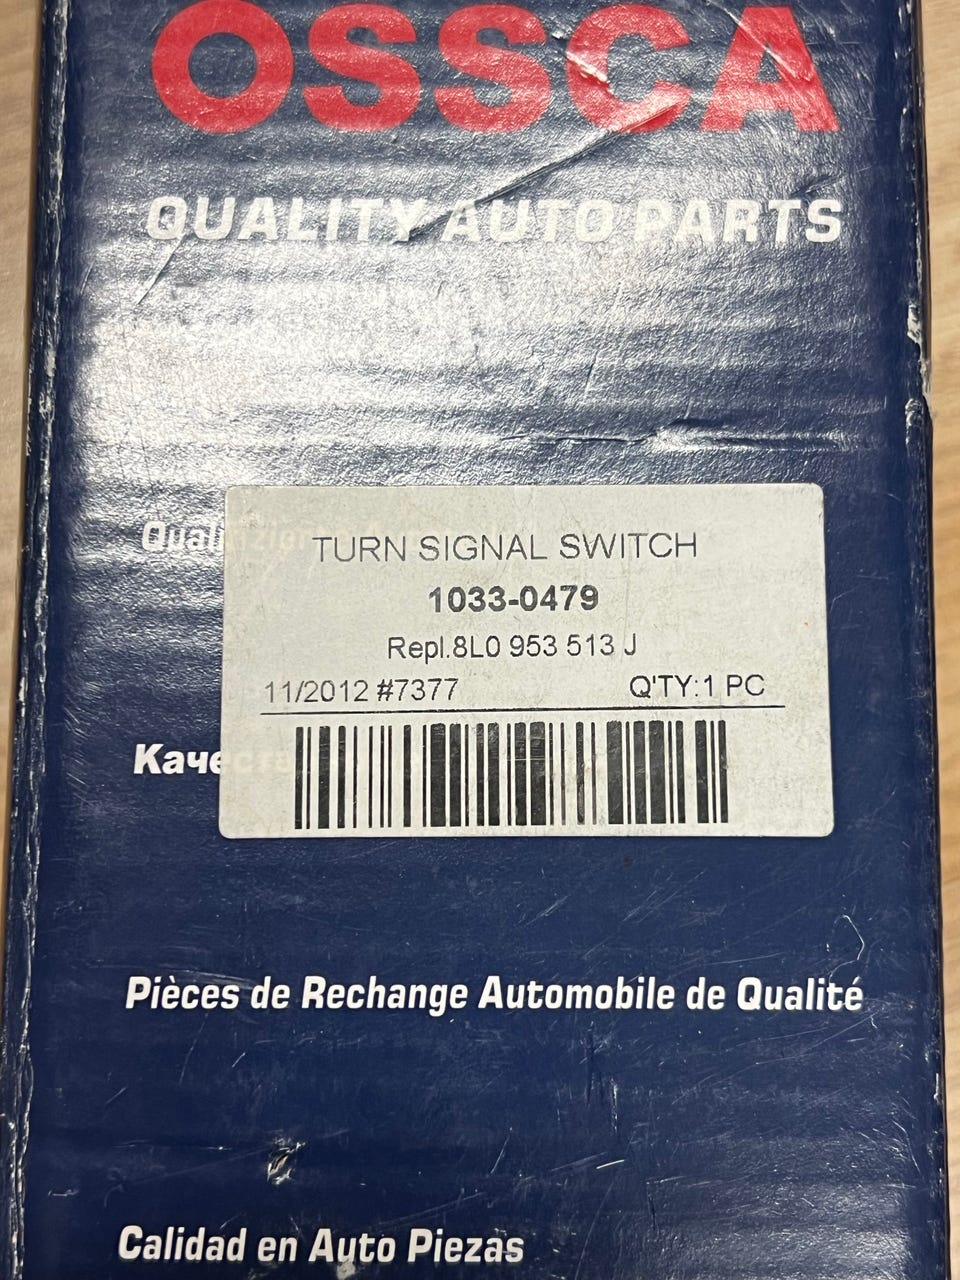 OSSCA
QUALITY AUTO PARTS
TURN SIGNAL SWITCH
1033-0479
Repl.8L0 953 513 J
11/2012 #7377 Q'TY:1 PC
Pièces de Rechange Automobile de Qualité
Calidad en Auto Piezas